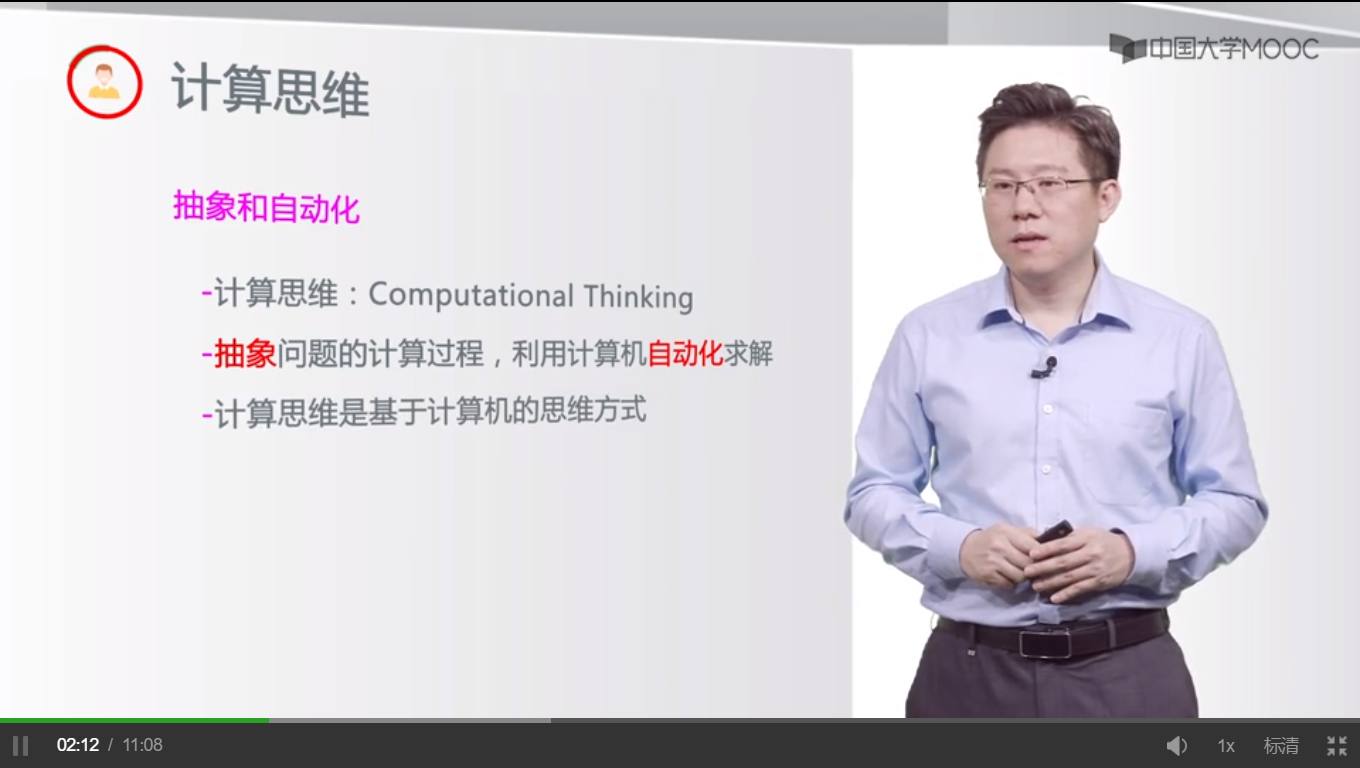 中国大学MOOC
计算思维
抽象和自动化
-计算思维：Computational Thinking
-抽象问题的计算过程，利用计算机自动化求解
-计算思维是基于计算机的思维方式
02:12 / 11:08
1x
标清